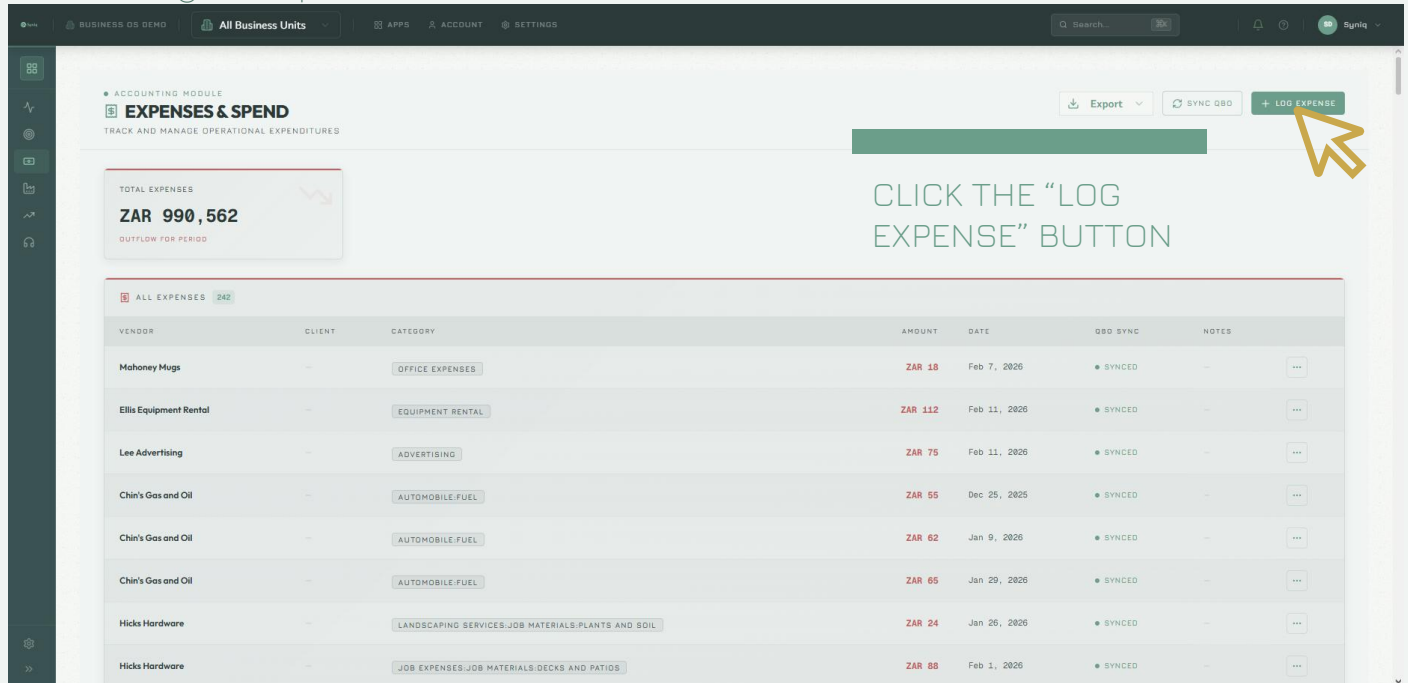 Syniq
BUSINESS OS DEMO
All Business Units
APPS
ACCOUNT
SETTINGS
Search...
⌘K
SD
Syniq
ACCOUNTING MODULE
EXPENSES & SPEND
TRACK AND MANAGE OPERATIONAL EXPENDITURES
Export
SYNC QBO
+ LOG EXPENSE
TOTAL EXPENSES
ZAR 990,562
OUTFLOW FOR PERIOD
CLICK THE “LOG
EXPENSE” BUTTON
ALL EXPENSES 242
VENDOR CLIENT CATEGORY AMOUNT DATE QBO SYNC NOTES
Mahoney Mugs — OFFICE EXPENSES ZAR 18 Feb 7, 2026 SYNCED — ...
Ellis Equipment Rental — EQUIPMENT RENTAL ZAR 112 Feb 11, 2026 SYNCED — ...
Lee Advertising — ADVERTISING ZAR 75 Feb 11, 2026 SYNCED — ...
Chin's Gas and Oil — AUTOMOBILE:FUEL ZAR 55 Dec 25, 2025 SYNCED — ...
Chin's Gas and Oil — AUTOMOBILE:FUEL ZAR 62 Jan 9, 2026 SYNCED — ...
Chin's Gas and Oil — AUTOMOBILE:FUEL ZAR 65 Jan 29, 2026 SYNCED — ...
Hicks Hardware — LANDSCAPING SERVICES:JOB MATERIALS:PLANTS AND SOIL ZAR 24 Jan 26, 2026 SYNCED — ...
Hicks Hardware — JOB EXPENSES:JOB MATERIALS:DECKS AND PATIOS ZAR 88 Feb 1, 2026 SYNCED — ...